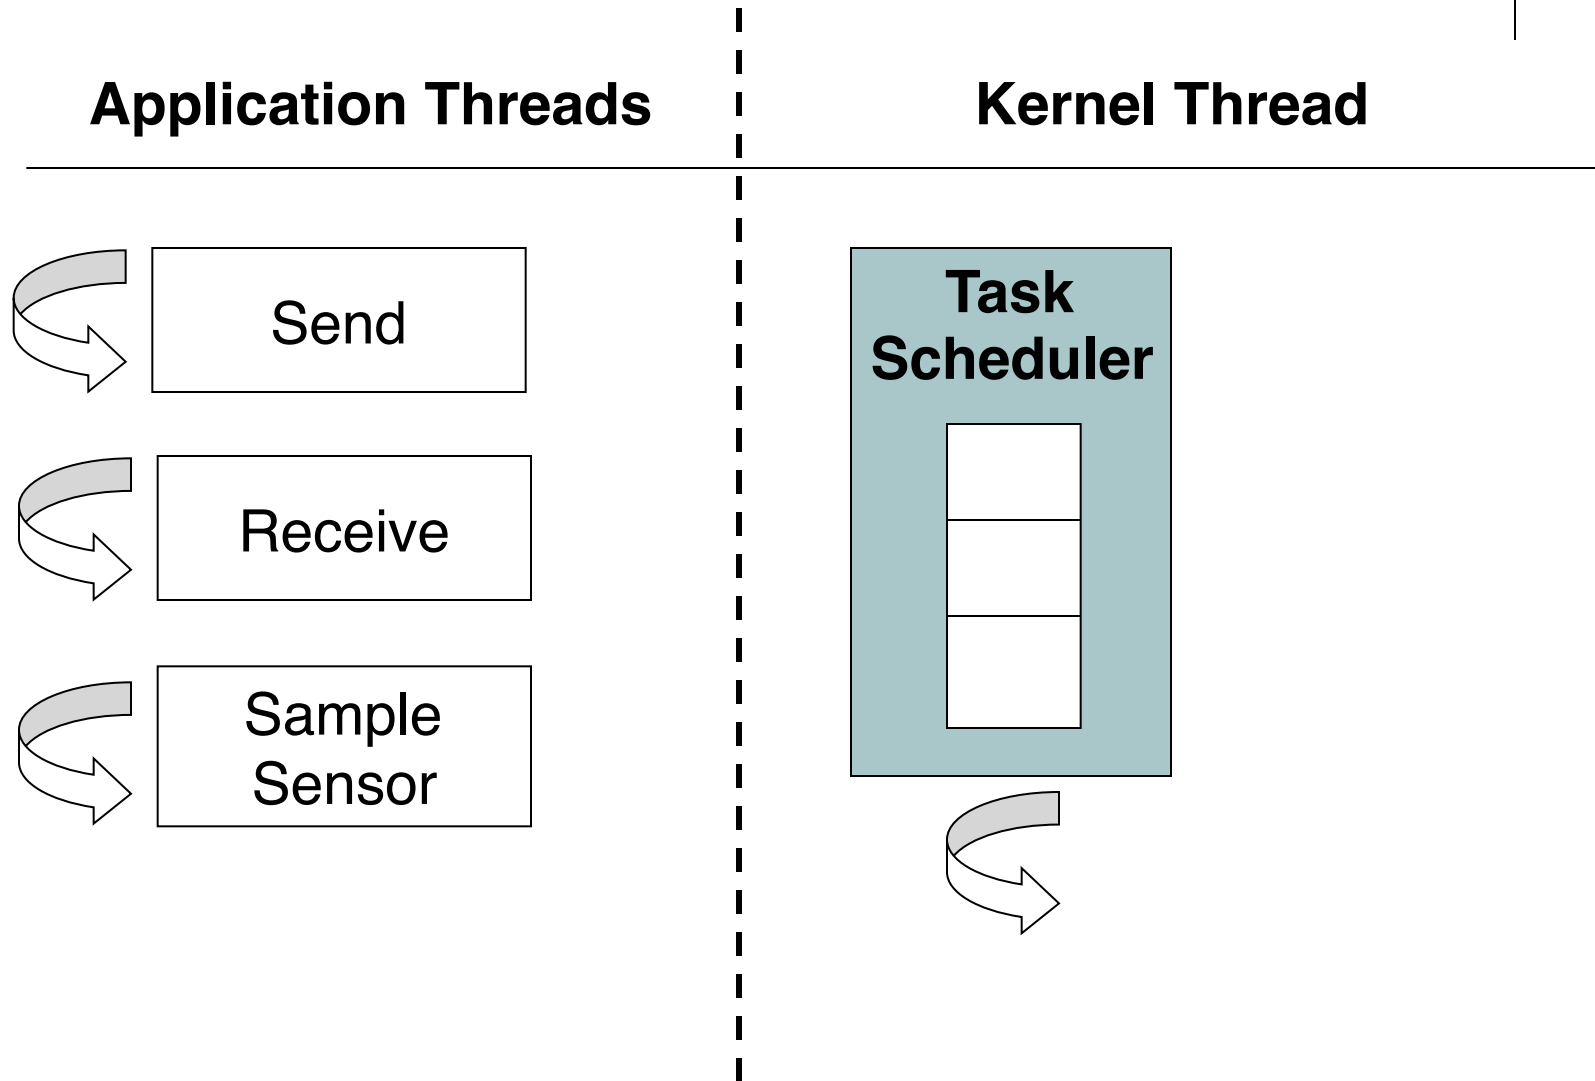 Application Threads
Kernel Thread
Send
Receive
Sample
Sensor
Task
Scheduler